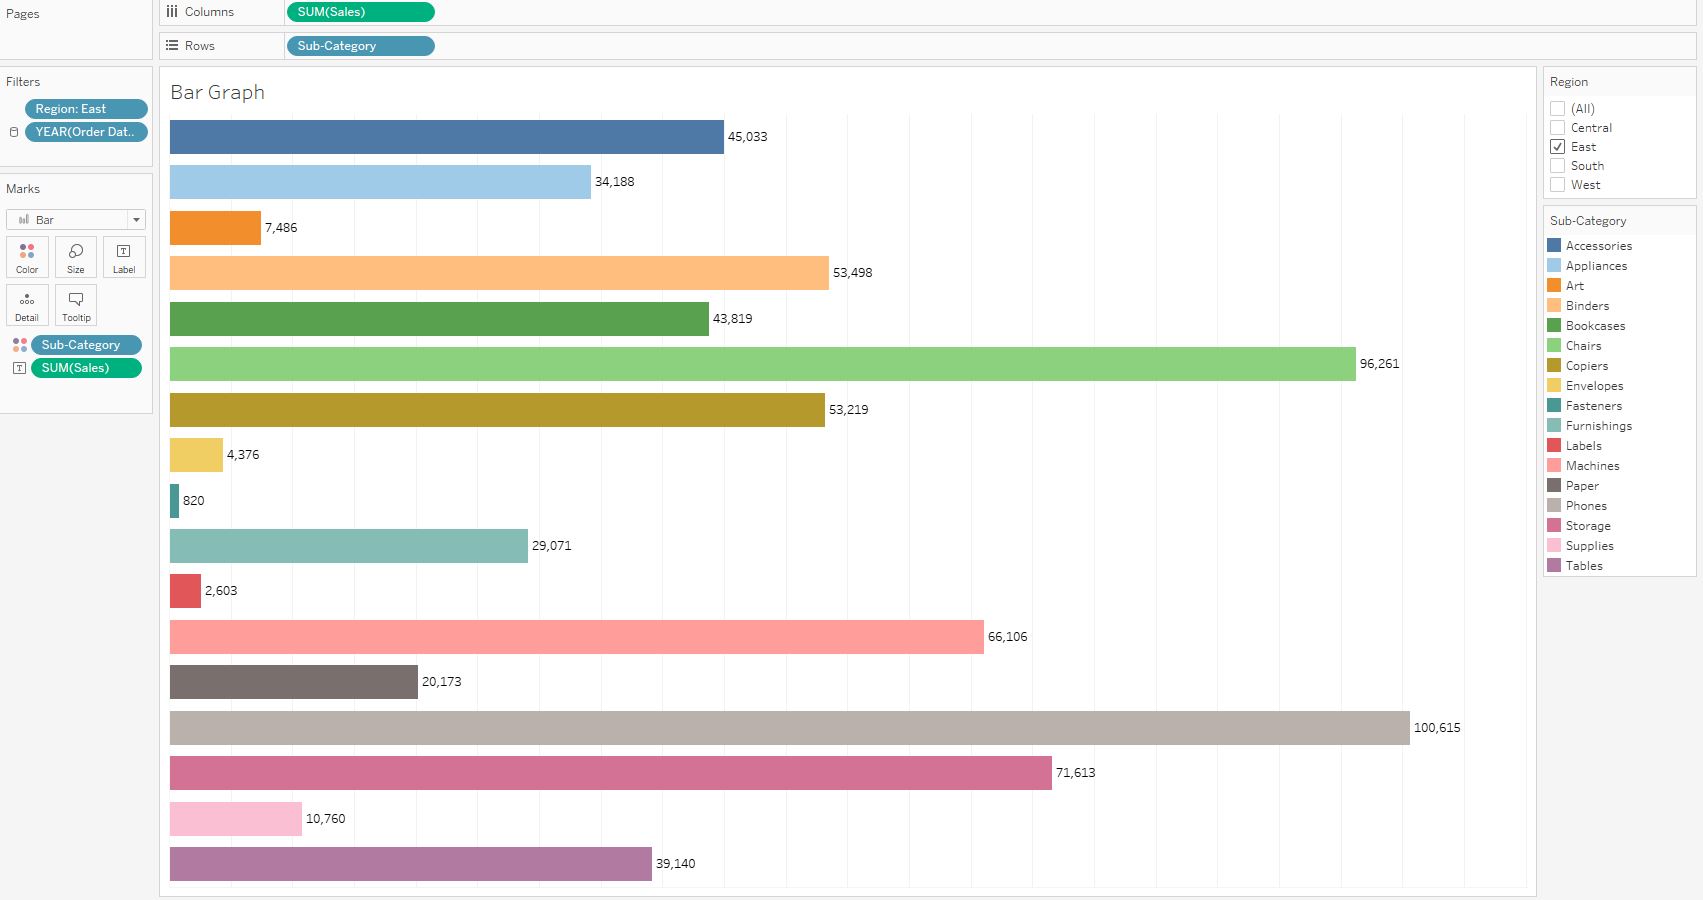 Pages
Columns
SUM(Sales)
Rows
Sub-Category
Filters
Region: East
YEAR(Order Dat..
Marks
Bar
Color
Size
Label
Detail
Tooltip
Sub-Category
SUM(Sales)
Bar Graph
45,033
34,188
7,486
53,498
43,819
96,261
53,219
4,376
820
29,071
2,603
66,106
20,173
100,615
71,613
10,760
39,140
Region
(All)
Central
East
South
West
Sub-Category
Accessories
Appliances
Art
Binders
Bookcases
Chairs
Copiers
Envelopes
Fasteners
Furnishings
Labels
Machines
Paper
Phones
Storage
Supplies
Tables